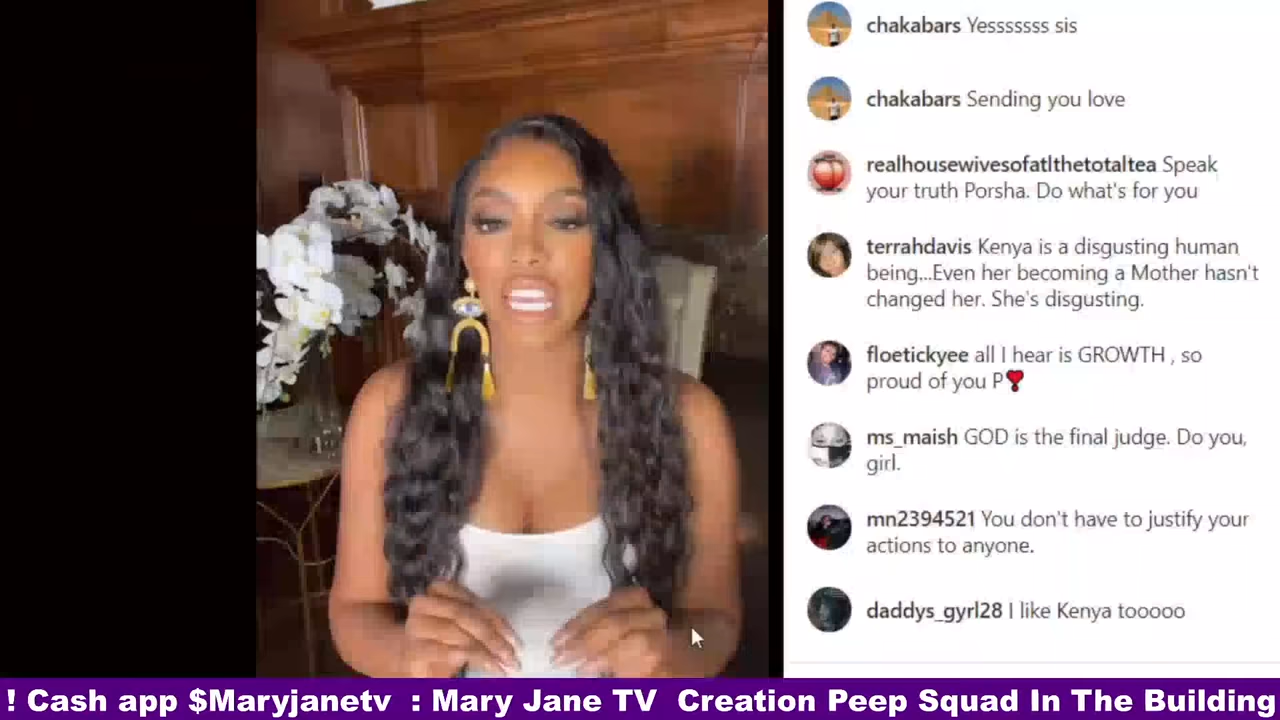 chakabars Yesssssss sis
chakabars Sending you love
realhousewivesofatlthetotaltea Speak
your truth Porsha. Do what's for you
terrahdavis Kenya is a disgusting human
being...Even her becoming a Mother hasn't
changed her. She's disgusting.
floetickyee all I hear is GROWTH , so
proud of you P❣
ms_maish GOD is the final judge. Do you,
girl.
mn2394521 You don't have to justify your
actions to anyone.
daddys_gyrl28 I like Kenya tooooo
! Cash app $Maryjanetv : Mary Jane TV Creation Peep Squad In The Building